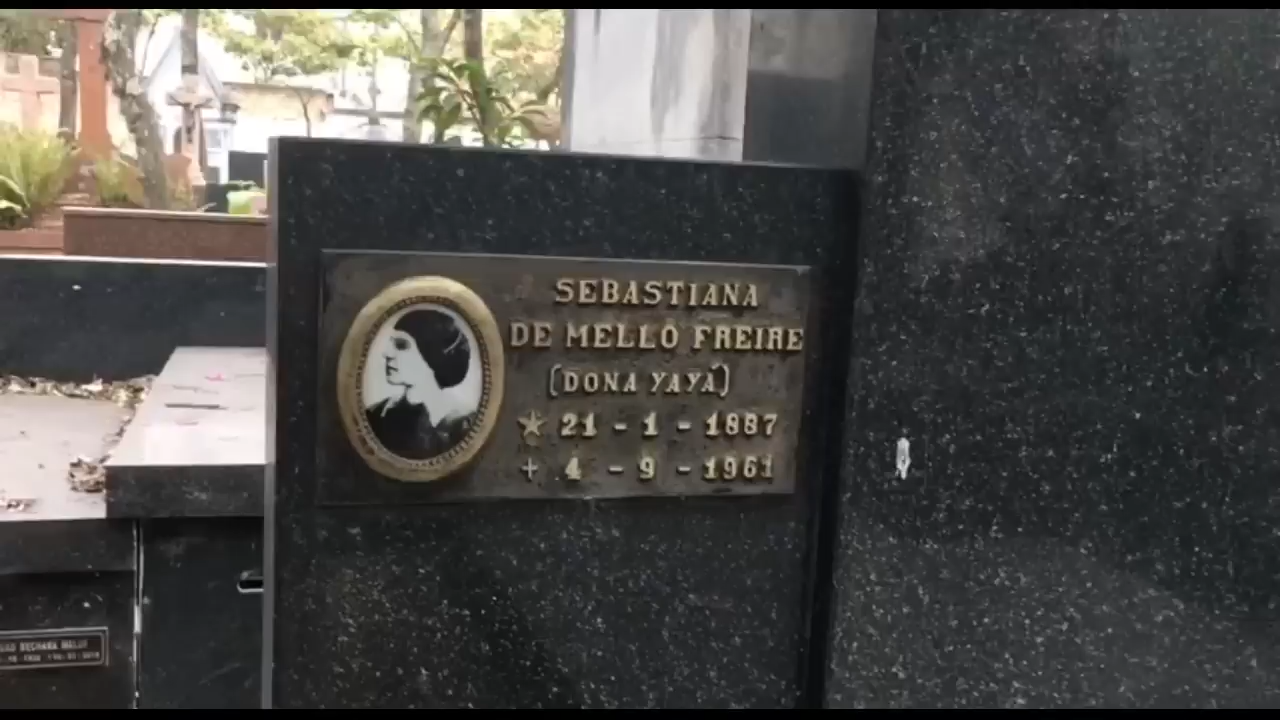 SEBASTIANA
DE MELLO FREIRE
(DONA YAYÁ)
☆ 21 - 1 - 1887
+ 4 - 9 - 1961